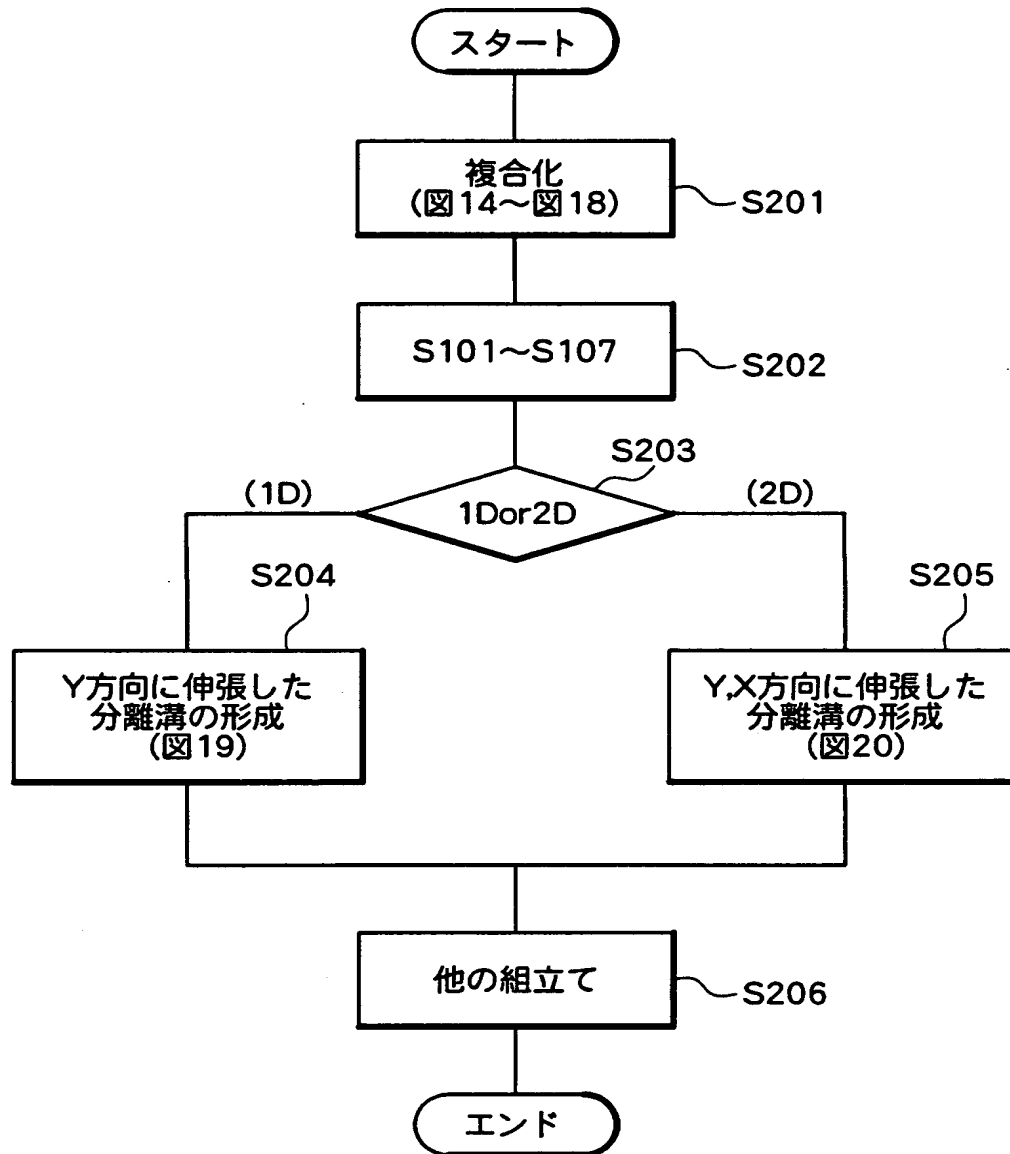 スタート
複合化
(図14～図18)
S201
S101～S107
S202
S203
(1D)
1Dor2D
(2D)
S204
S205
Y方向に伸張した
分離溝の形成
(図19)
Y,X方向に伸張した
分離溝の形成
(図20)
他の組立て
S206
エンド